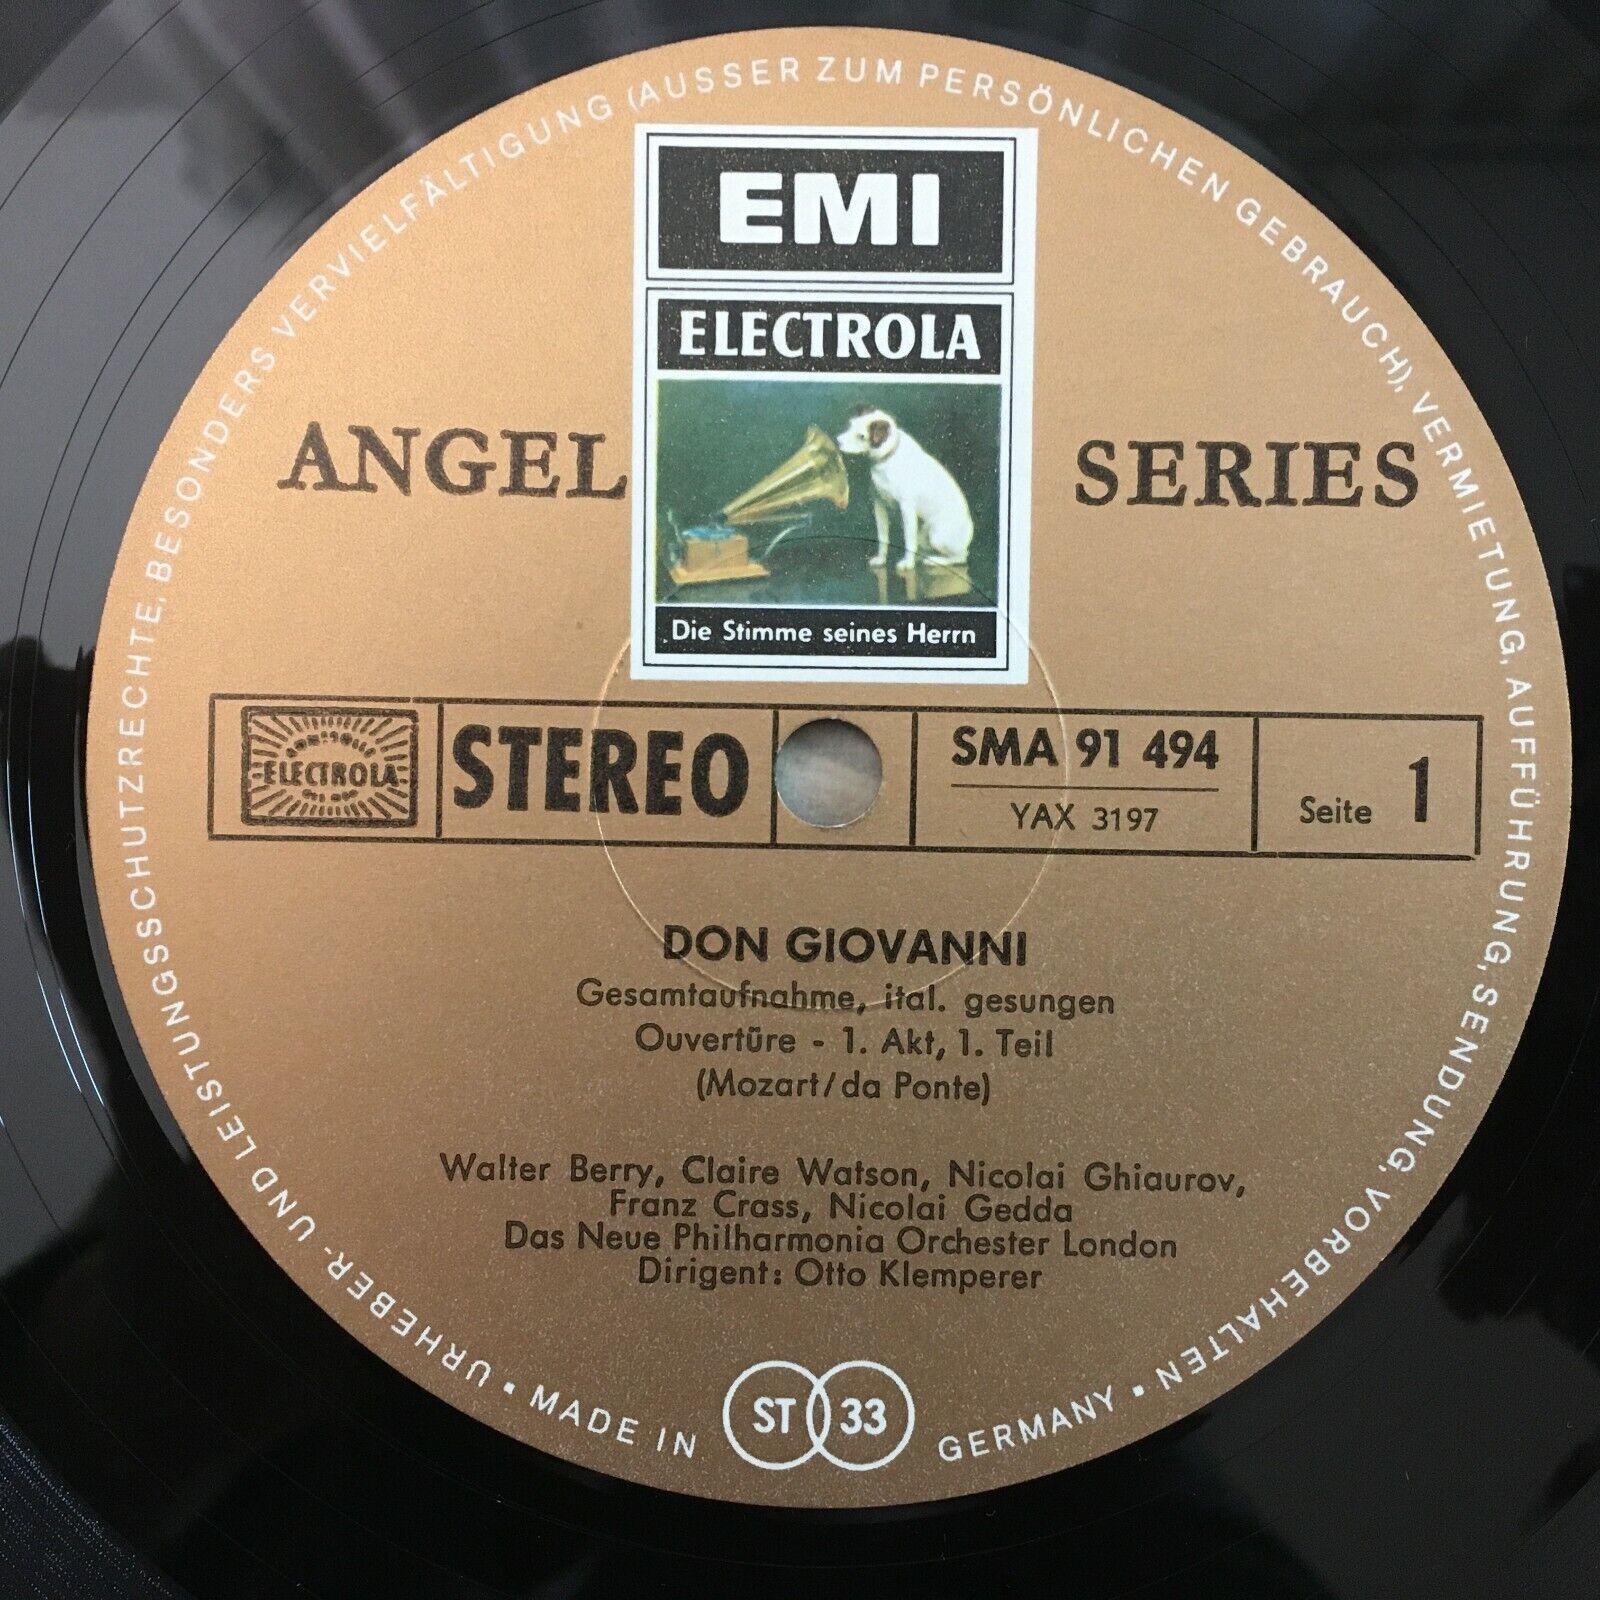 EMI
ELECTROLA
Die Stimme seines Herrn
ANGEL SERIES
ELECTROLA
STEREO
SMA 91 494
YAX 3197
Seite 1
DON GIOVANNI
Gesamtaufnahme, ital. gesungen
Ouvertüre - 1. Akt, 1. Teil
(Mozart/da Ponte)
Walter Berry, Claire Watson, Nicolai Ghiaurov,
Franz Crass, Nicolai Gedda
Das Neue Philharmonia Orchester London
Dirigent: Otto Klemperer
ST 33
URHEBER- UND LEISTUNGSSCHUTZRECHTE, BESONDERS VERVIELFÄLTIGUNG (AUSSER ZUM PERSÖNLICHEN GEBRAUCH), VERMIETUNG, AUFFÜHRUNG, SENDUNG, VORBEHALTEN
• MADE IN GERMANY •